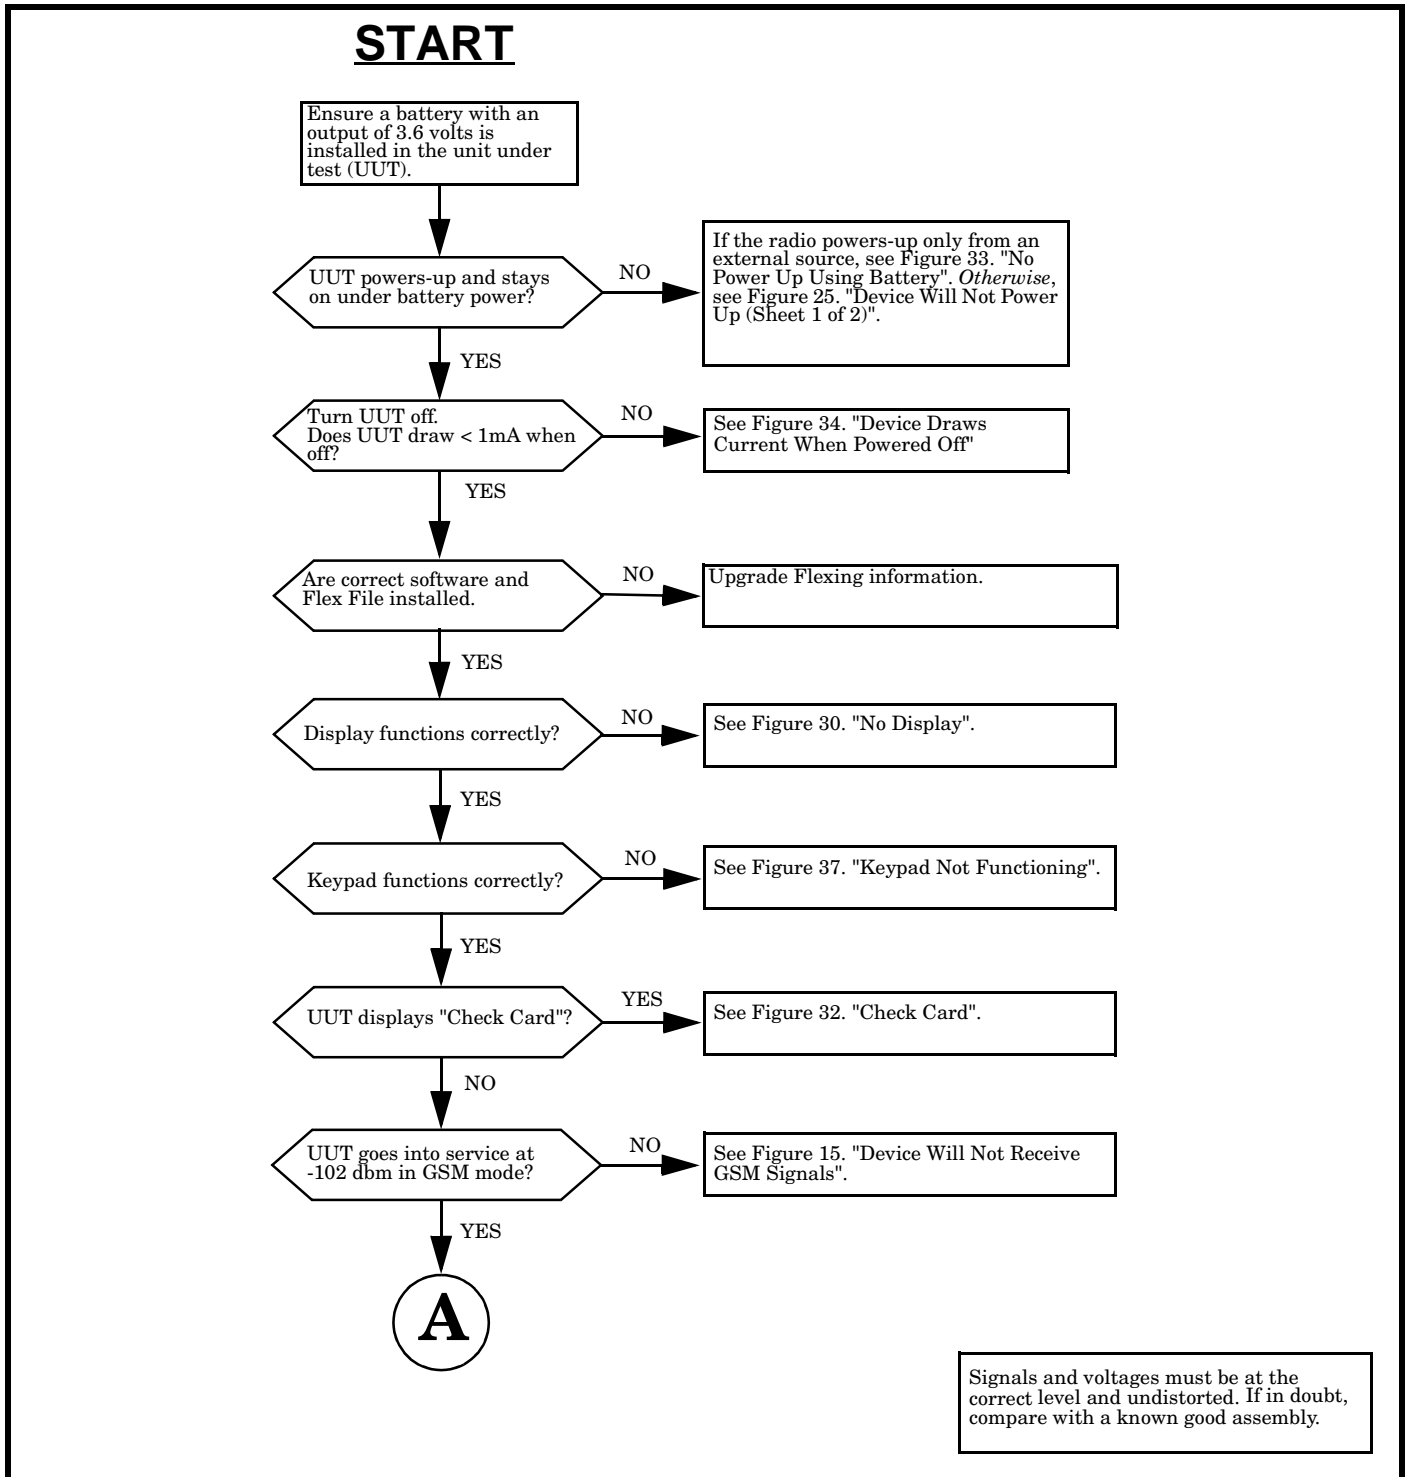 START
Ensure a battery with an
output of 3.6 volts is
installed in the unit under
test (UUT).
UUT powers-up and stays
on under battery power?
NO
If the radio powers-up only from an
external source, see Figure 33. "No
Power Up Using Battery". Otherwise,
see Figure 25. "Device Will Not Power
Up (Sheet 1 of 2)".
YES
Turn UUT off.
Does UUT draw < 1mA when
off?
NO
See Figure 34. "Device Draws
Current When Powered Off"
YES
Are correct software and
Flex File installed.
NO
Upgrade Flexing information.
YES
Display functions correctly?
NO
See Figure 30. "No Display".
YES
Keypad functions correctly?
NO
See Figure 37. "Keypad Not Functioning".
YES
UUT displays "Check Card"?
YES
See Figure 32. "Check Card".
NO
UUT goes into service at
-102 dbm in GSM mode?
NO
See Figure 15. "Device Will Not Receive
GSM Signals".
YES
A
Signals and voltages must be at the
correct level and undistorted. If in doubt,
compare with a known good assembly.